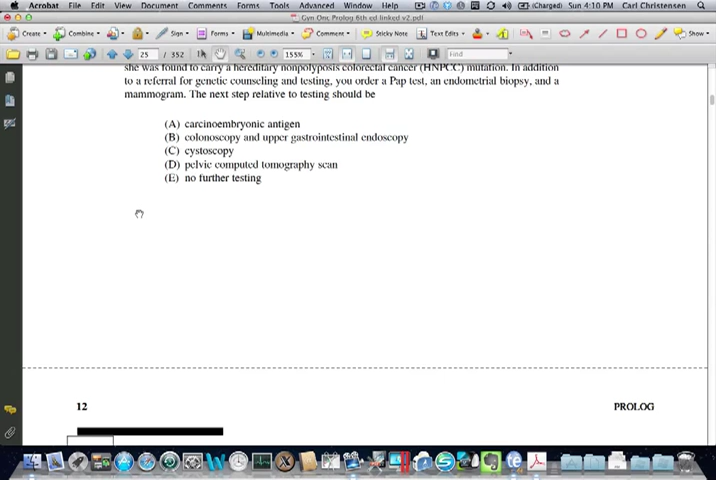 Acrobat File Edit View Document Comments Forms Tools Advanced Window Help (Charged) Sun 4:10 PM Carl Christensen
Gyn Onc Prolog 6th ed linked v2.pdf
Create Combine Sign Forms Multimedia Comment Sticky Note Text Edits Show
25 / 352 155% Find
she was found to carry a hereditary nonpolyposis colorectal cancer (HNPCC) mutation. In addition
to a referral for genetic counseling and testing, you order a Pap test, an endometrial biopsy, and a
mammogram. The next step relative to testing should be
(A) carcinoembryonic antigen
(B) colonoscopy and upper gastrointestinal endoscopy
(C) cystoscopy
(D) pelvic computed tomography scan
(E) no further testing
12 PROLOG